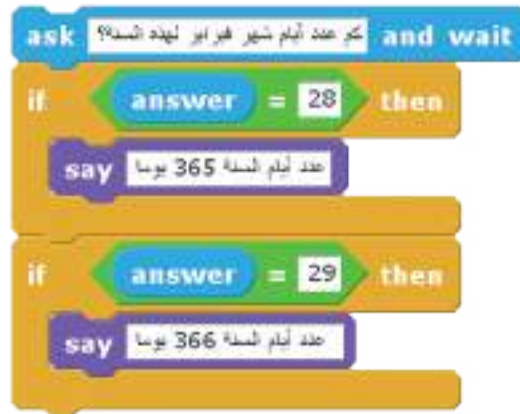 ask كم عدد أيام شهر فبراير لهذه السنة؟ and wait
if answer = 28 then
say عدد أيام السنة 365 يوما
if answer = 29 then
say عدد أيام السنة 366 يوما